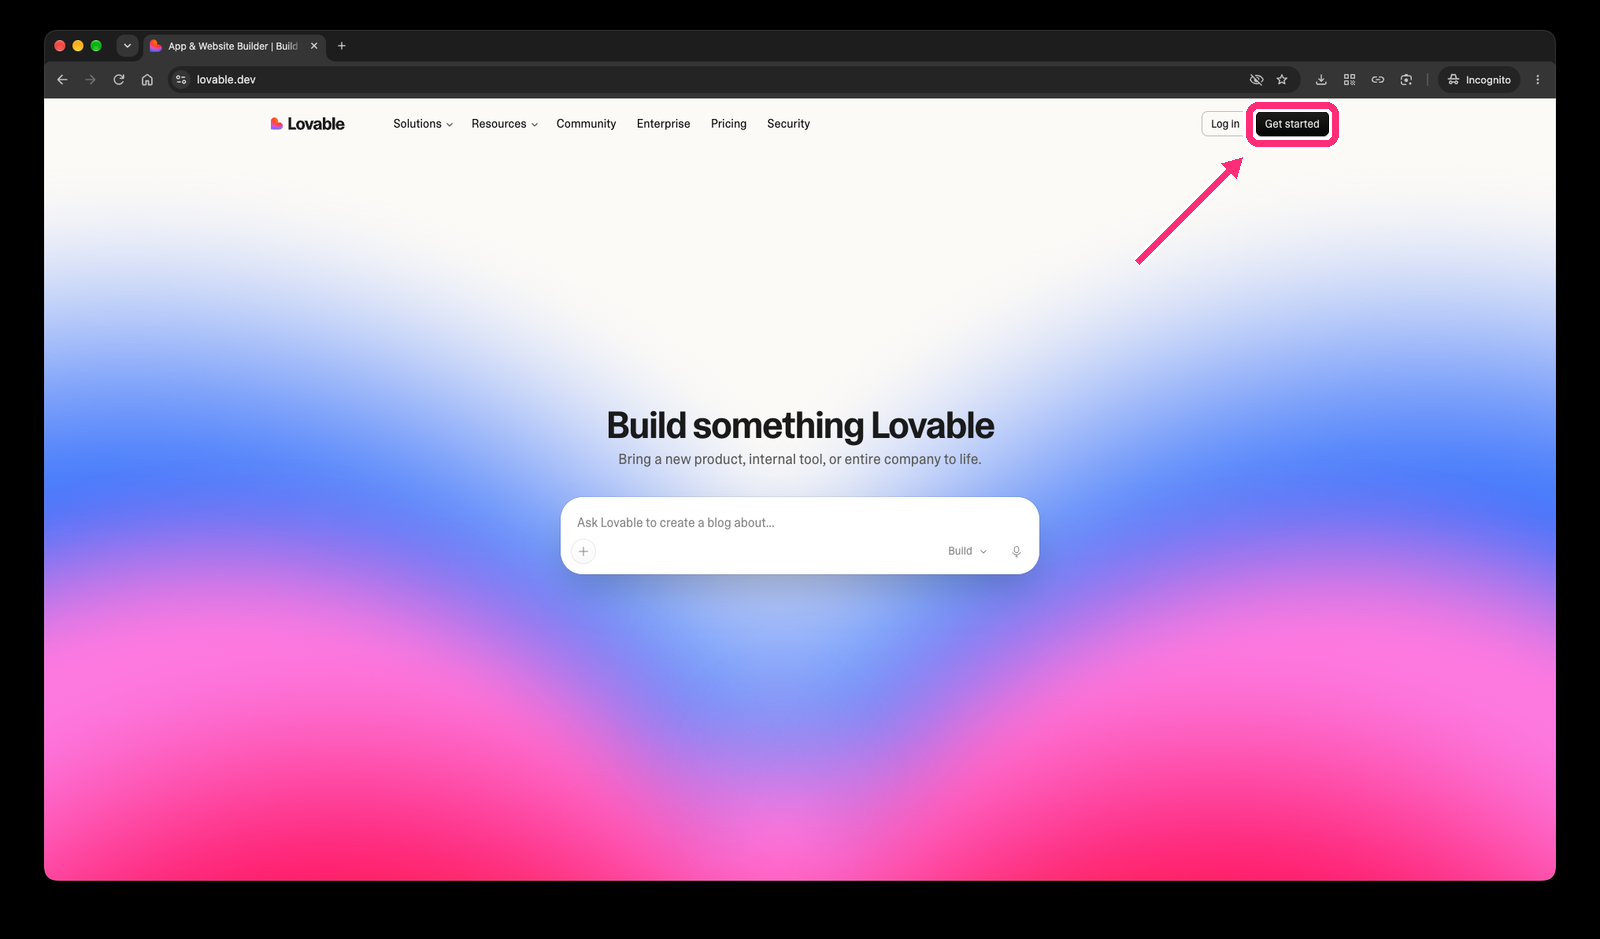 App & Website Builder | Build
lovable.dev
Incognito
Lovable
Solutions
Resources
Community
Enterprise
Pricing
Security
Log in
Get started
Build something Lovable
Bring a new product, internal tool, or entire company to life.
Ask Lovable to create a blog about...
Build